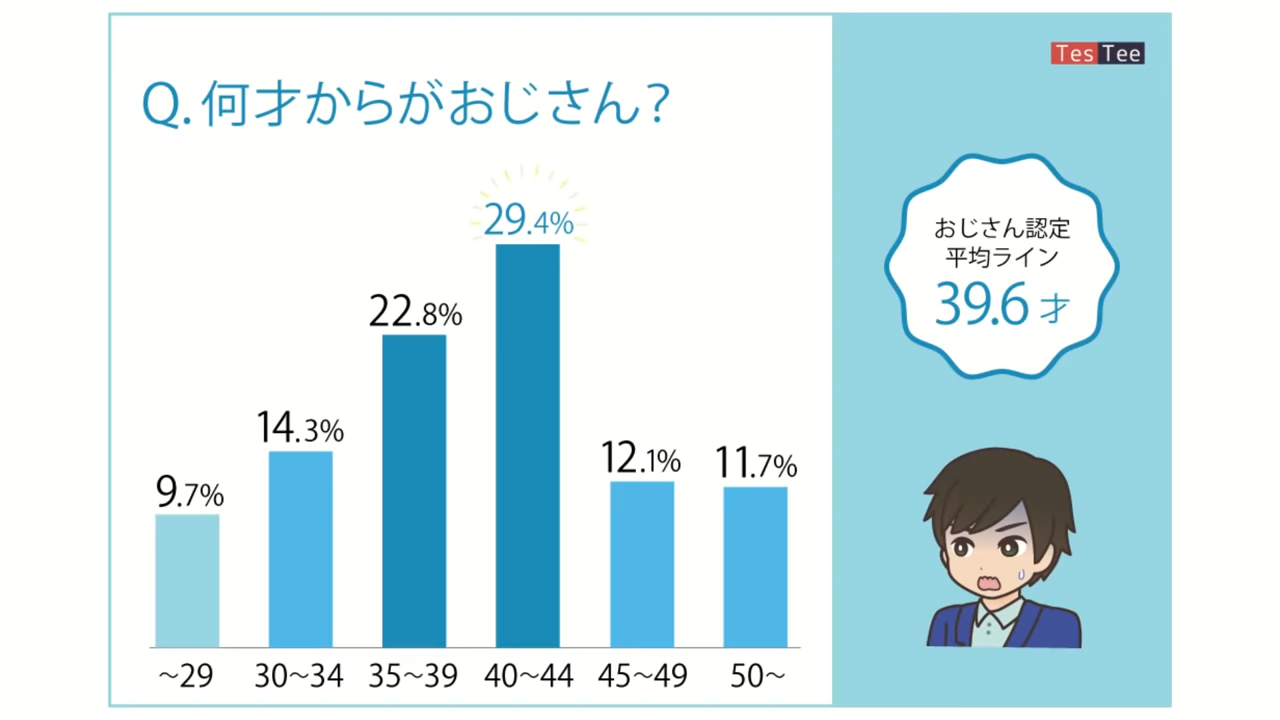 Tes Tee
Q.何才からがおじさん？
29.4%
22.8%
14.3%
12.1%
11.7%
9.7%
～29 30～34 35～39 40～44 45～49 50～
おじさん認定
平均ライン
39.6才